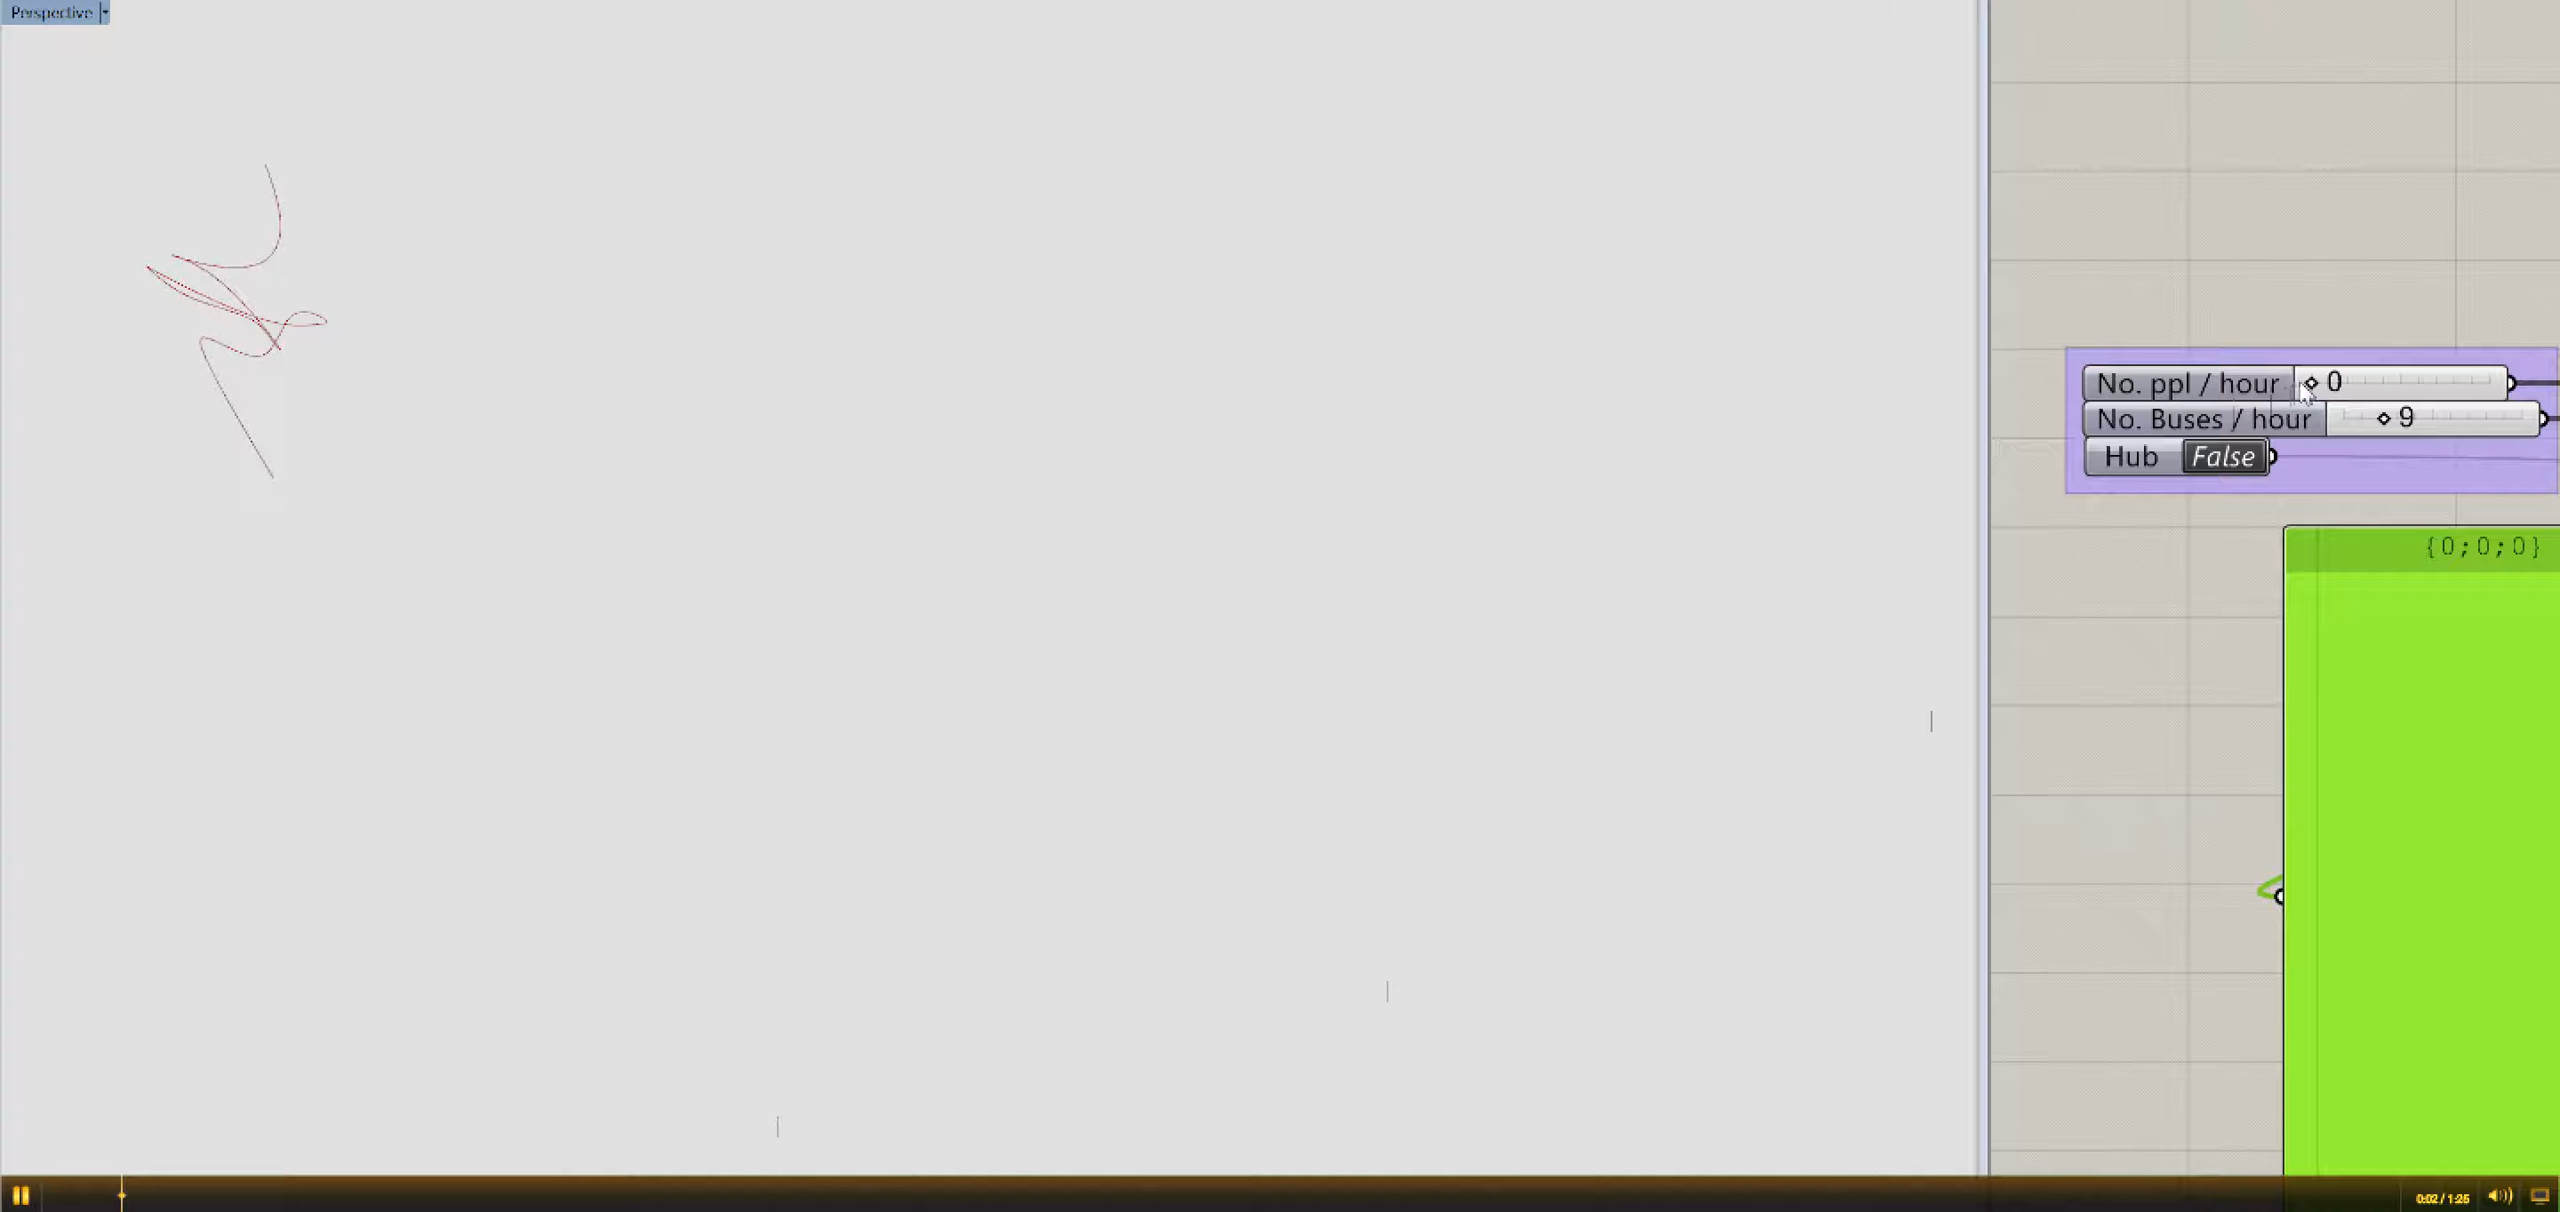 Perspective
No. ppl / hour 0
No. Buses / hour 9
Hub False
{0;0;0}
0:02 / 1:25